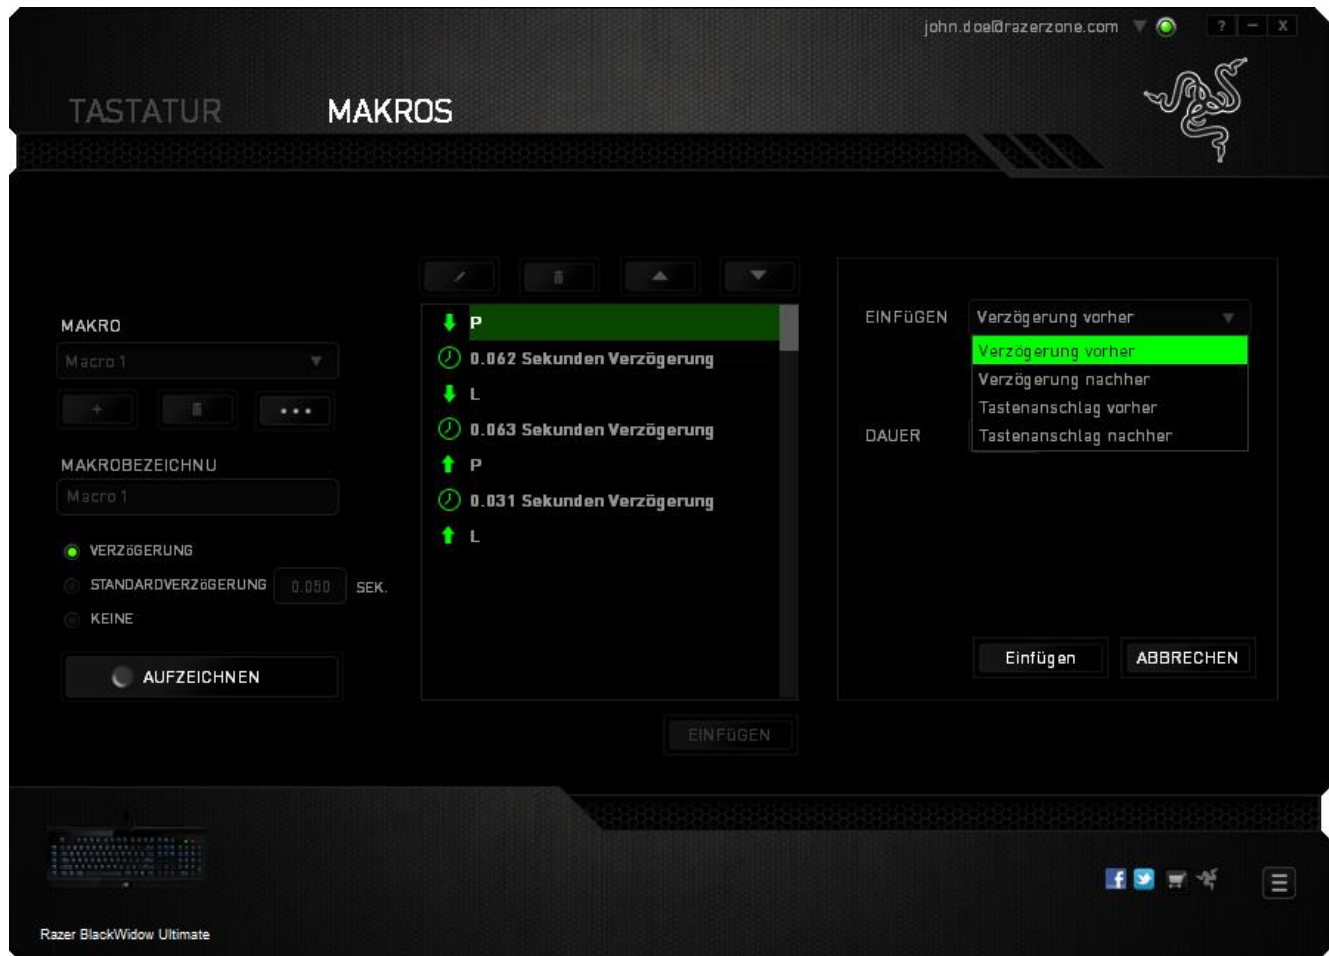 john.doe@razerzone.com
? – X
TASTATUR MAKROS
MAKRO
Macro 1
+ ...
MAKROBEZEICHNU
Macro 1
VERZöGERUNG
STANDARDVERZöGERUNG 0.050 SEK.
KEINE
AUFZEICHNEN
P
0.062 Sekunden Verzögerung
L
0.063 Sekunden Verzögerung
P
0.031 Sekunden Verzögerung
L
EINFüGEN
EINFüGEN Verzögerung vorher
Verzögerung vorher
Verzögerung nachher
Tastenanschlag vorher
Tastenanschlag nachher
DAUER
Einfügen ABBRECHEN
Razer BlackWidow Ultimate